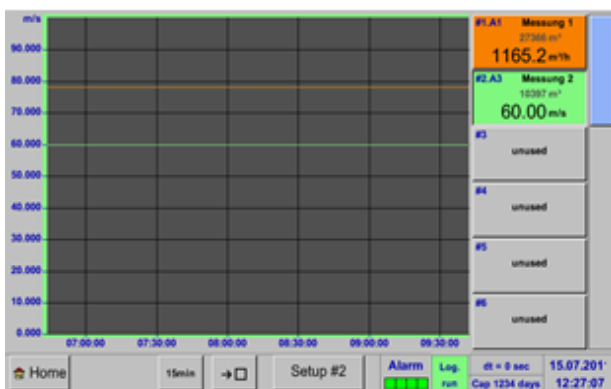 m/s
90.000
80.000
70.000
60.000
50.000
40.000
30.000
20.000
10.000
0.000
07:00:00 07:30:00 08:00:00 08:30:00 09:00:00 09:30:00
#1.A1 Messung 1
27366 m³
1165.2 m³/h
#2.A3 Messung 2
10397 m³
60.00 m/s
#3
unused
#4
unused
#5
unused
#6
unused
Home
15min
Setup #2
Alarm
Log.
run
dt = 0 sec
Cap 1234 days
15.07.201
12:27:0